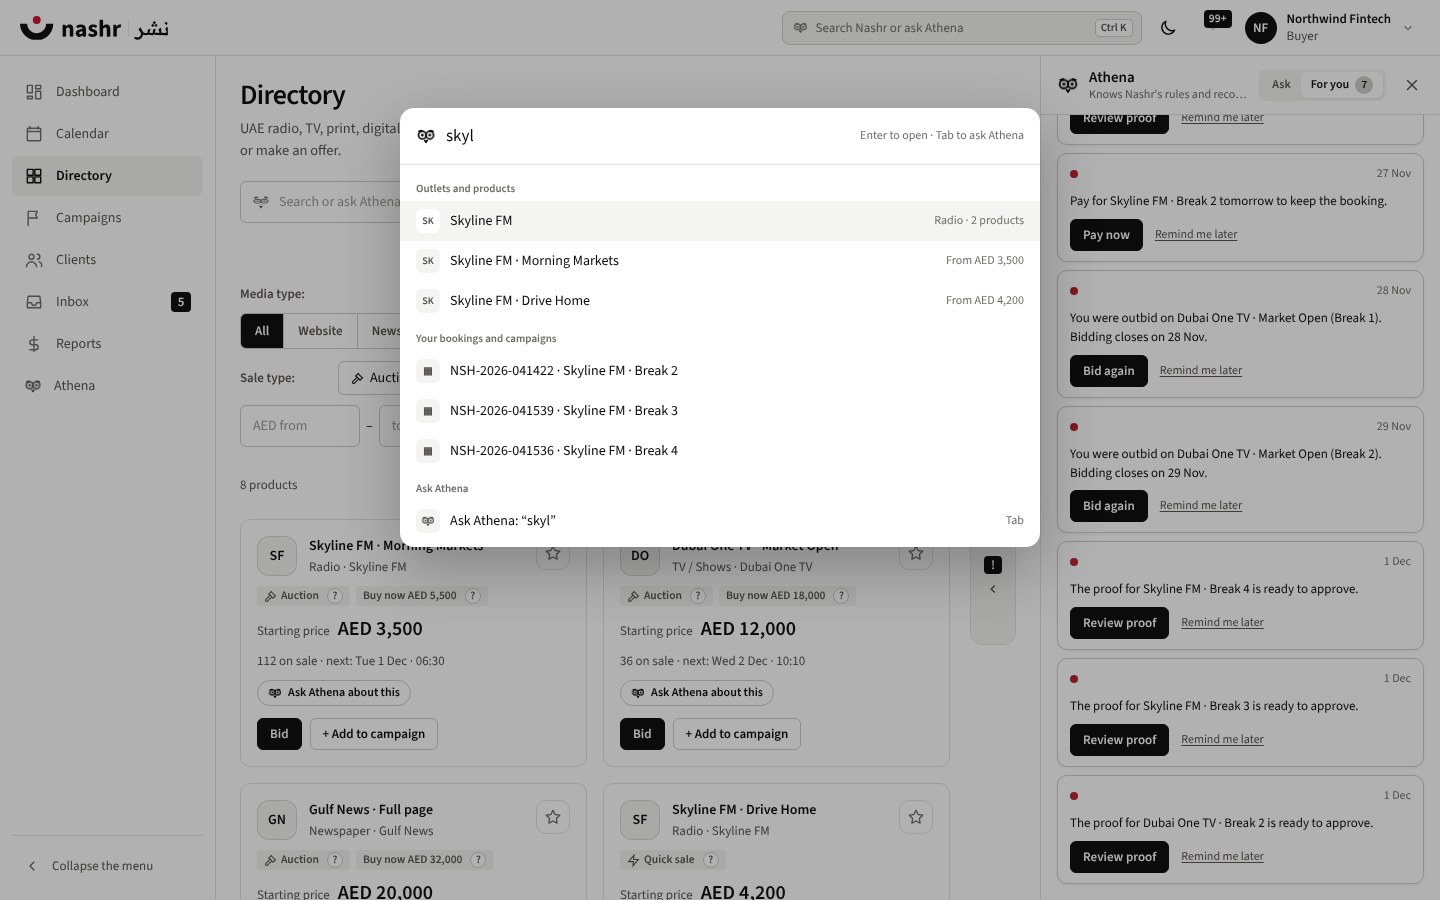 nashr نشر
Search Nashr or ask Athena
Ctrl K
99+
NF
Northwind Fintech
Buyer
Dashboard
Calendar
Directory
Campaigns
Clients
Inbox 5
Reports
Athena
Collapse the menu
Directory
UAE radio, TV, print, digital
or make an offer.
Search or ask Athena
Media type:
All
Website
News
Sale type:
Aucti
AED from
–
to
8 products
skyl
Enter to open · Tab to ask Athena
Outlets and products
SK Skyline FM Radio · 2 products
SK Skyline FM · Morning Markets From AED 3,500
SK Skyline FM · Drive Home From AED 4,200
Your bookings and campaigns
NSH-2026-041422 · Skyline FM · Break 2
NSH-2026-041539 · Skyline FM · Break 3
NSH-2026-041536 · Skyline FM · Break 4
Ask Athena
Ask Athena: “skyl” Tab
SF
Skyline FM · Morning Markets
Radio · Skyline FM
Auction ? Buy now AED 5,500 ?
Starting price AED 3,500
112 on sale · next: Tue 1 Dec · 06:30
Ask Athena about this
Bid
+ Add to campaign
DO
Dubai One TV · Market Open
TV / Shows · Dubai One TV
Auction ? Buy now AED 18,000 ?
Starting price AED 12,000
36 on sale · next: Wed 2 Dec · 10:10
Ask Athena about this
Bid
+ Add to campaign
GN
Gulf News · Full page
Newspaper · Gulf News
Auction ? Buy now AED 32,000 ?
Starting price AED 20,000
SF
Skyline FM · Drive Home
Radio · Skyline FM
Quick sale ?
Starting price AED 4,200
!
Athena
Knows Nashr’s rules and reco…
Ask
For you 7
Review proof Remind me later
27 Nov
Pay for Skyline FM · Break 2 tomorrow to keep the booking.
Pay now Remind me later
28 Nov
You were outbid on Dubai One TV · Market Open (Break 1).
Bidding closes on 28 Nov.
Bid again Remind me later
29 Nov
You were outbid on Dubai One TV · Market Open (Break 2).
Bidding closes on 29 Nov.
Bid again Remind me later
1 Dec
The proof for Skyline FM · Break 4 is ready to approve.
Review proof Remind me later
1 Dec
The proof for Skyline FM · Break 3 is ready to approve.
Review proof Remind me later
1 Dec
The proof for Dubai One TV · Break 2 is ready to approve.
Review proof Remind me later